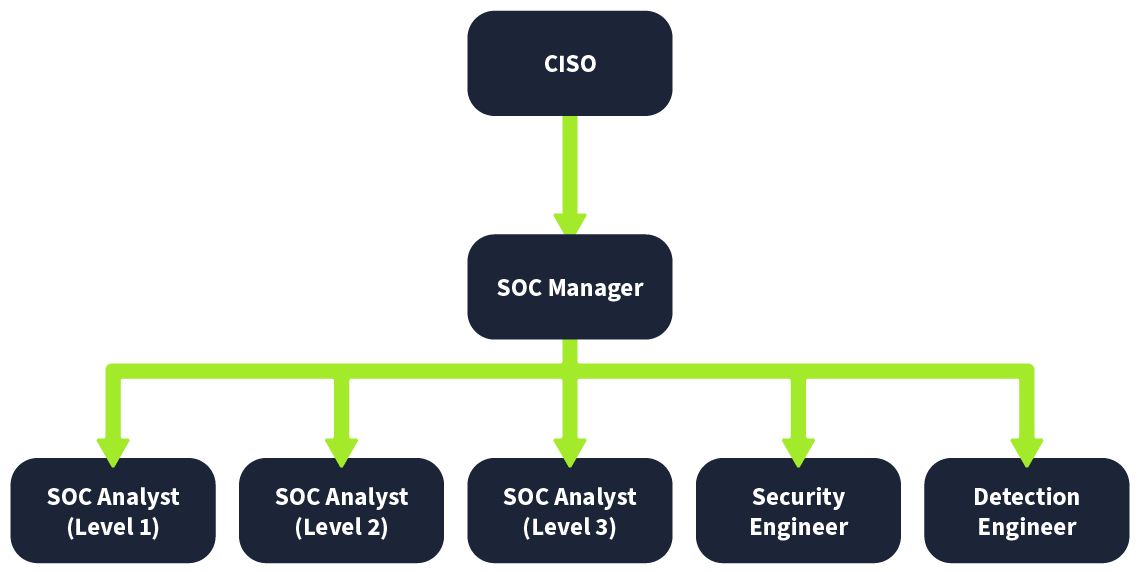 CISO
SOC Manager
SOC Analyst
(Level 1)
SOC Analyst
(Level 2)
SOC Analyst
(Level 3)
Security
Engineer
Detection
Engineer